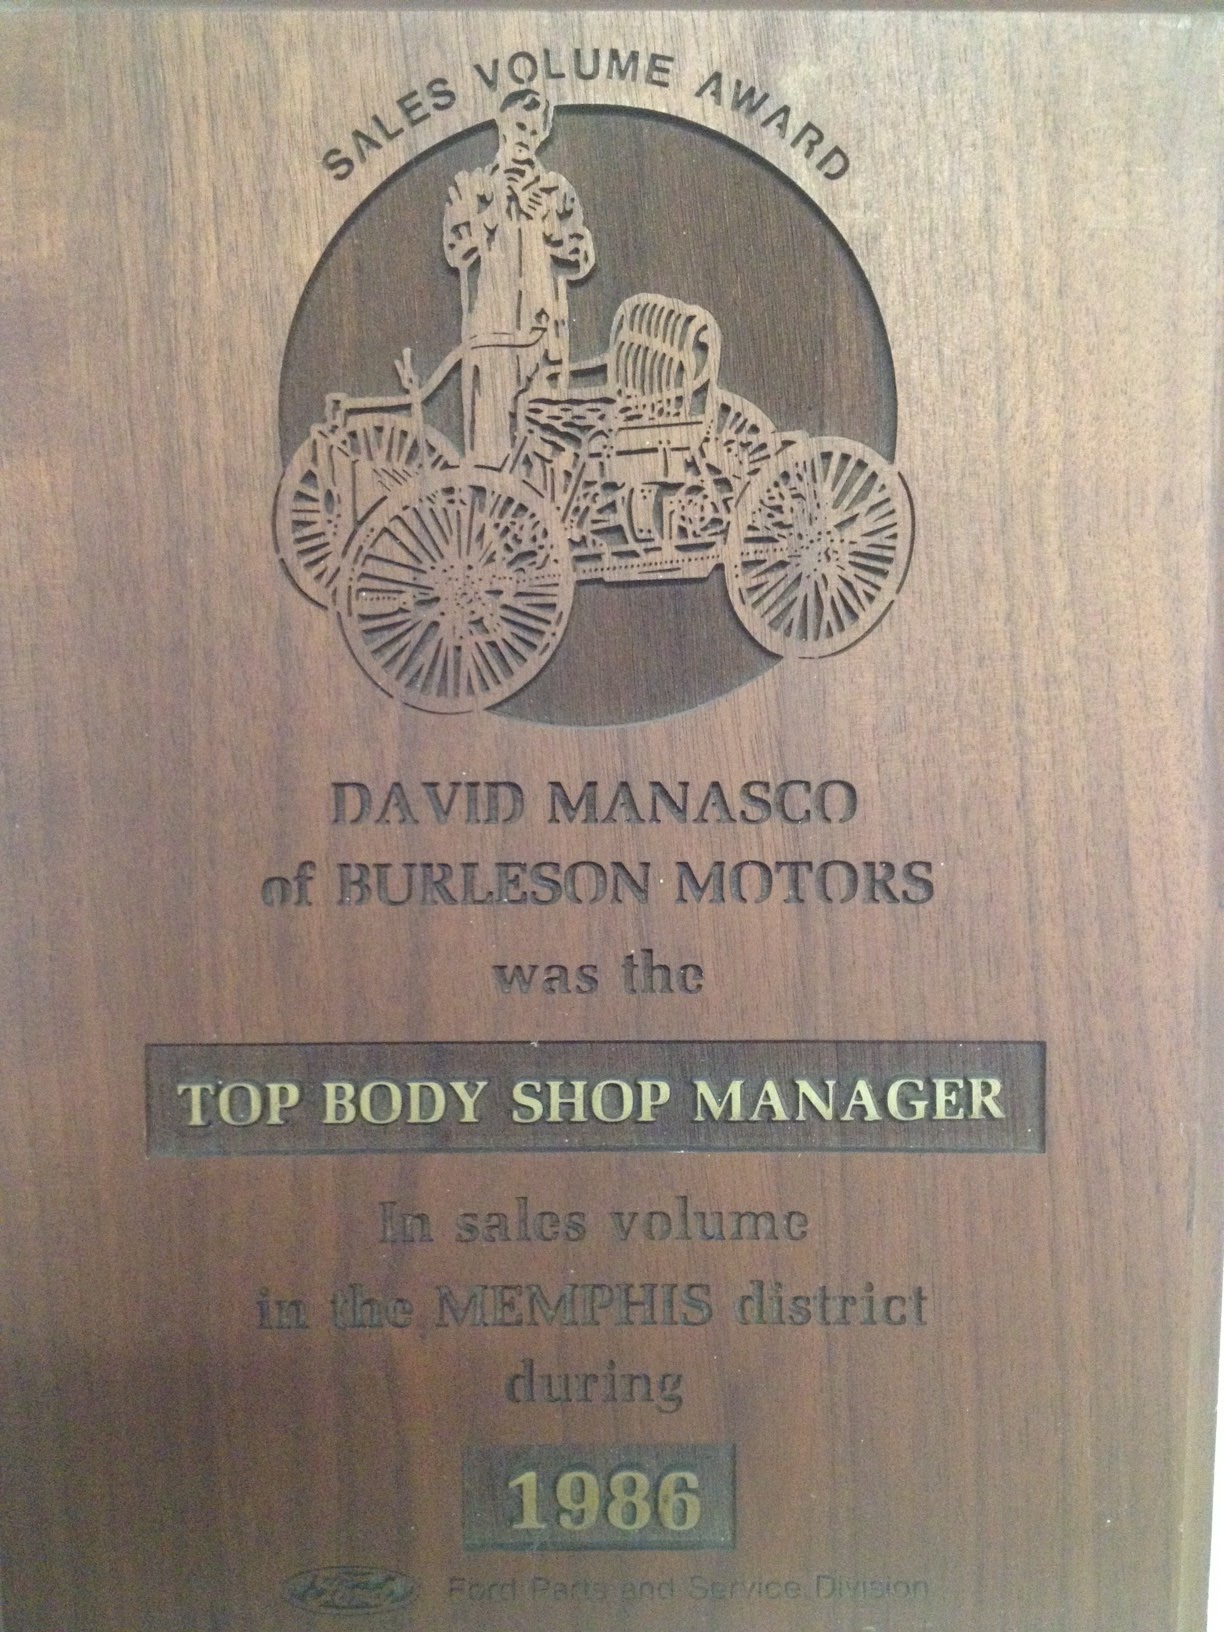 SALES VOLUME AWARD
DAVID MANASCO
of BURLESON MOTORS
was the
TOP BODY SHOP MANAGER
In sales volume
in the MEMPHIS district
during
1986
Ford Ford Parts and Service Division